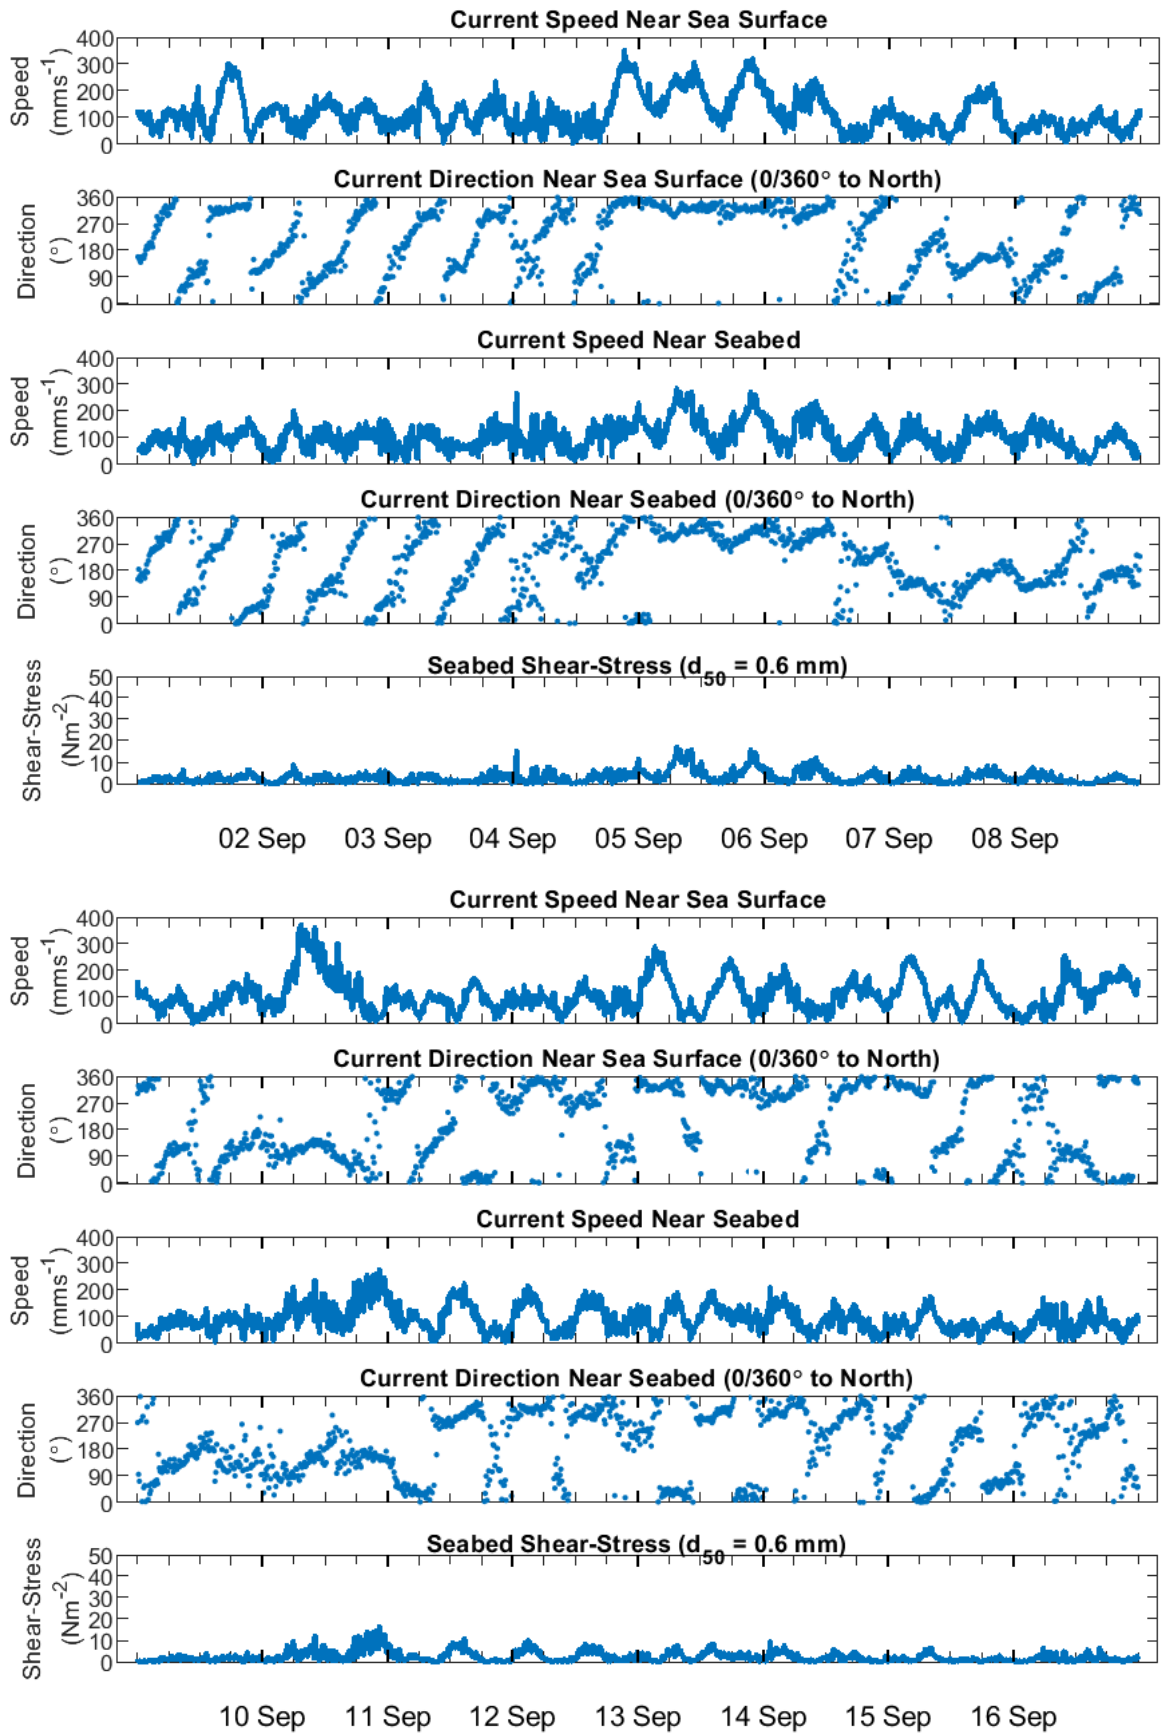 Current Speed Near Sea Surface
Speed
(mms⁻¹)
400
300
200
100
0
Current Direction Near Sea Surface (0/360° to North)
Direction
(°)
360
270
180
90
0
Current Speed Near Seabed
Speed
(mms⁻¹)
400
300
200
100
0
Current Direction Near Seabed (0/360° to North)
Direction
(°)
360
270
180
90
0
Seabed Shear-Stress (d₅₀ = 0.6 mm)
Shear-Stress
(Nm⁻²)
50
40
30
20
10
0
02 Sep 03 Sep 04 Sep 05 Sep 06 Sep 07 Sep 08 Sep
Current Speed Near Sea Surface
Speed
(mms⁻¹)
400
300
200
100
0
Current Direction Near Sea Surface (0/360° to North)
Direction
(°)
360
270
180
90
0
Current Speed Near Seabed
Speed
(mms⁻¹)
400
300
200
100
0
Current Direction Near Seabed (0/360° to North)
Direction
(°)
360
270
180
90
0
Seabed Shear-Stress (d₅₀ = 0.6 mm)
Shear-Stress
(Nm⁻²)
50
40
30
20
10
0
10 Sep 11 Sep 12 Sep 13 Sep 14 Sep 15 Sep 16 Sep